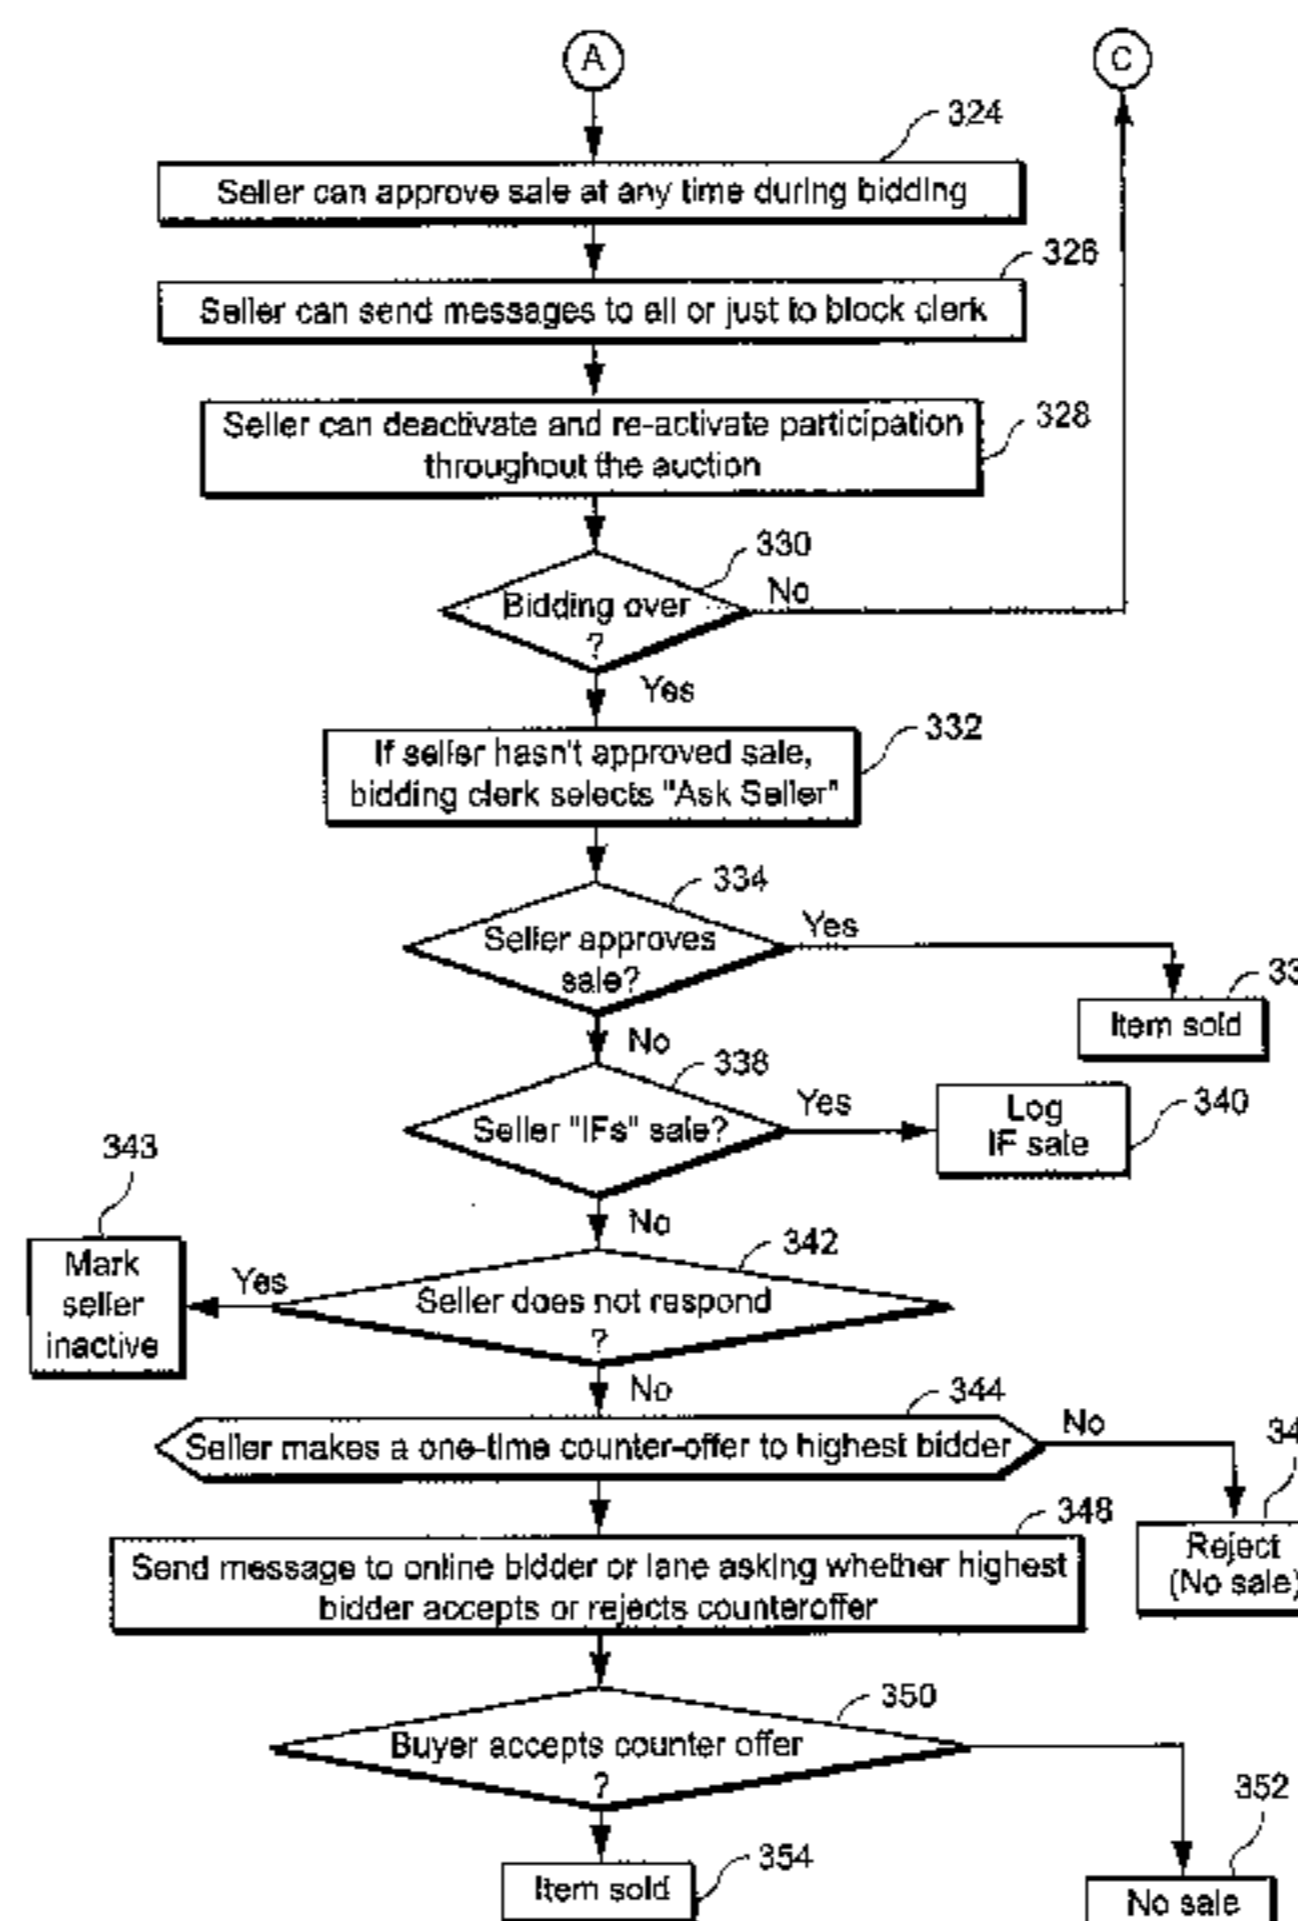 A
C
324
Seller can approve sale at any time during bidding
326
Seller can send messages to all or just to block clerk
328
Seller can deactivate and re-activate participation
throughout the auction
330
Bidding over
?
No
Yes
332
If seller hasn't approved sale,
bidding clerk selects "Ask Seller"
334
Seller approves
sale?
Yes
Item sold
No
338
Seller "IFs" sale?
Yes
Log
IF sale
340
343
No
Mark
seller
inactive
Yes
342
Seller does not respond
?
No
344
Seller makes a one-time counter-offer to highest bidder
No
348
Reject
(No sale)
Send message to online bidder or lane asking whether highest
bidder accepts or rejects counteroffer
350
Buyer accepts counter offer
?
352
354
Item sold
No sale